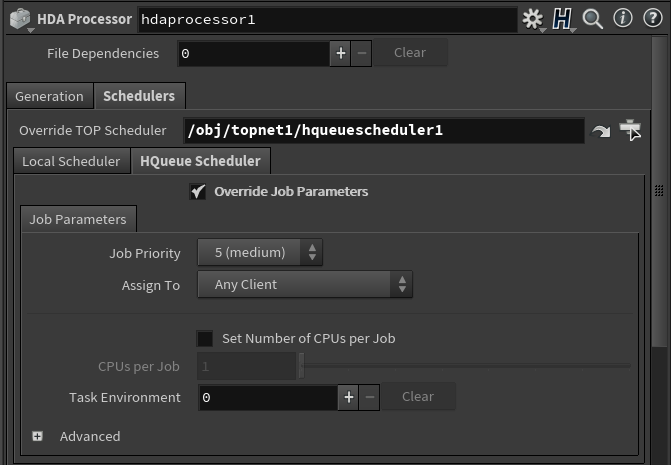 HDA Processor hdaprocessor1
File Dependencies 0 + − Clear
Generation Schedulers
Override TOP Scheduler /obj/topnet1/hqueuescheduler1
Local Scheduler HQueue Scheduler
Override Job Parameters
Job Parameters
Job Priority 5 (medium)
Assign To Any Client
Set Number of CPUs per Job
CPUs per Job 1
Task Environment 0 + − Clear
Advanced